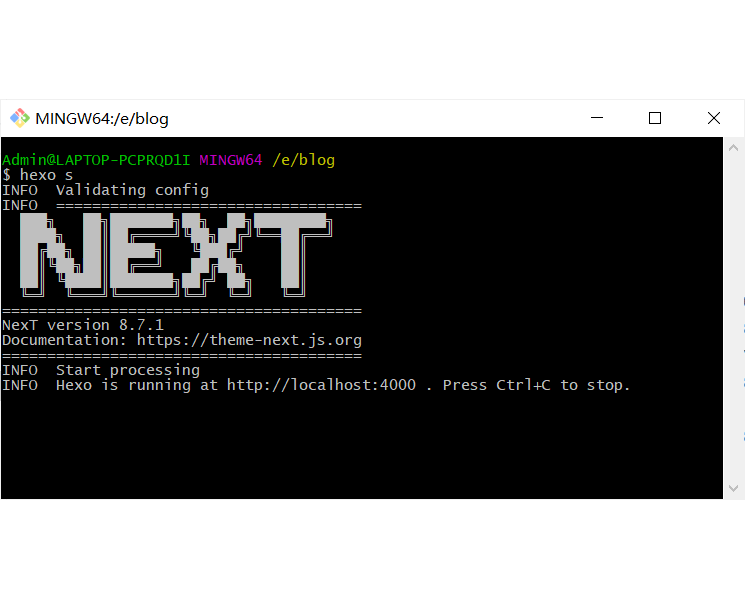 MINGW64:/e/blog
Admin@LAPTOP-PCPRQD1I MINGW64 /e/blog
$ hexo s
INFO  Validating config
INFO  ==================================
NEXT
========================================
NexT version 8.7.1
Documentation: https://theme-next.js.org
========================================
INFO  Start processing
INFO  Hexo is running at http://localhost:4000 . Press Ctrl+C to stop.